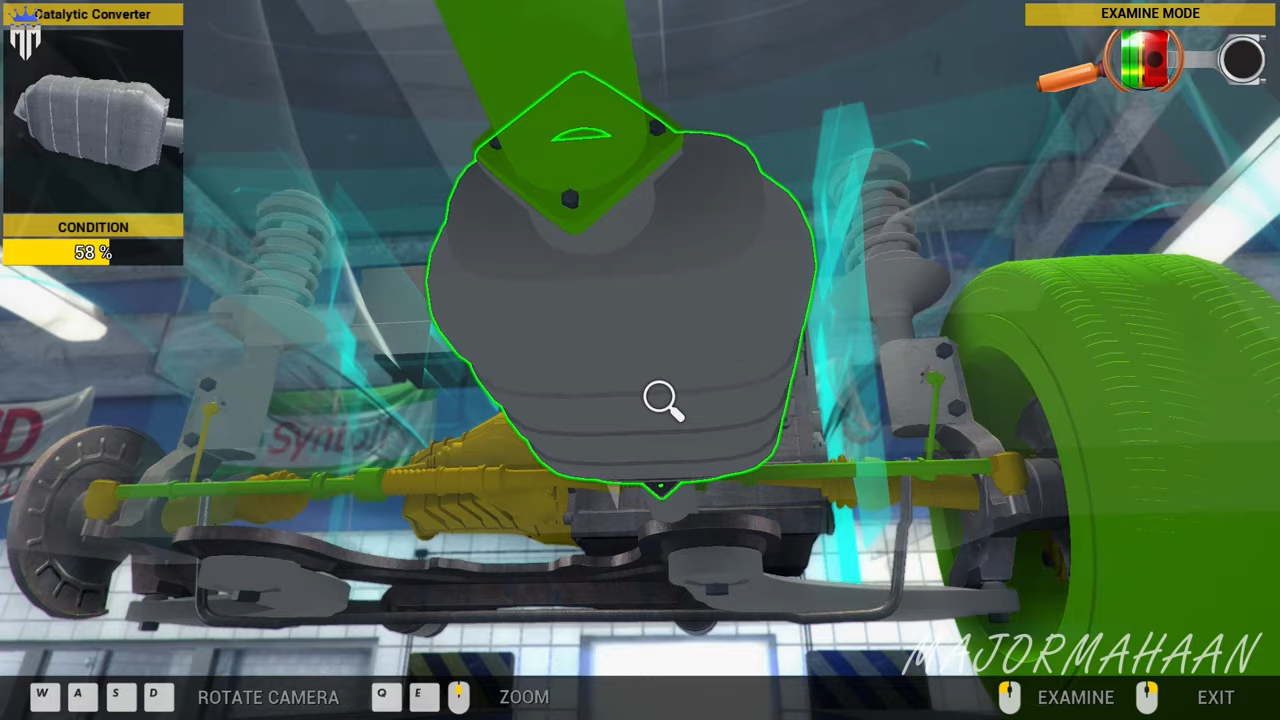 Catalytic Converter
EXAMINE MODE
CONDITION
58 %
MAJORMAHAAN
W A S D ROTATE CAMERA Q E ZOOM EXAMINE EXIT